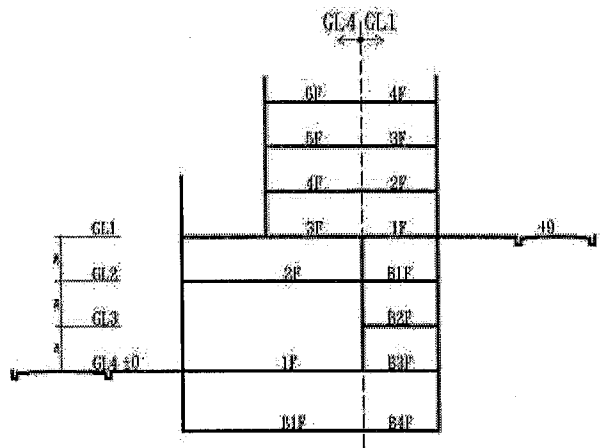 GL4 GL1
6F 4F
5F 3F
4F 2F
GL1 3F 1F +9
GL2 2F B1F
GL3 B2F
GL4 ±0 1F B3F
B1F B4F